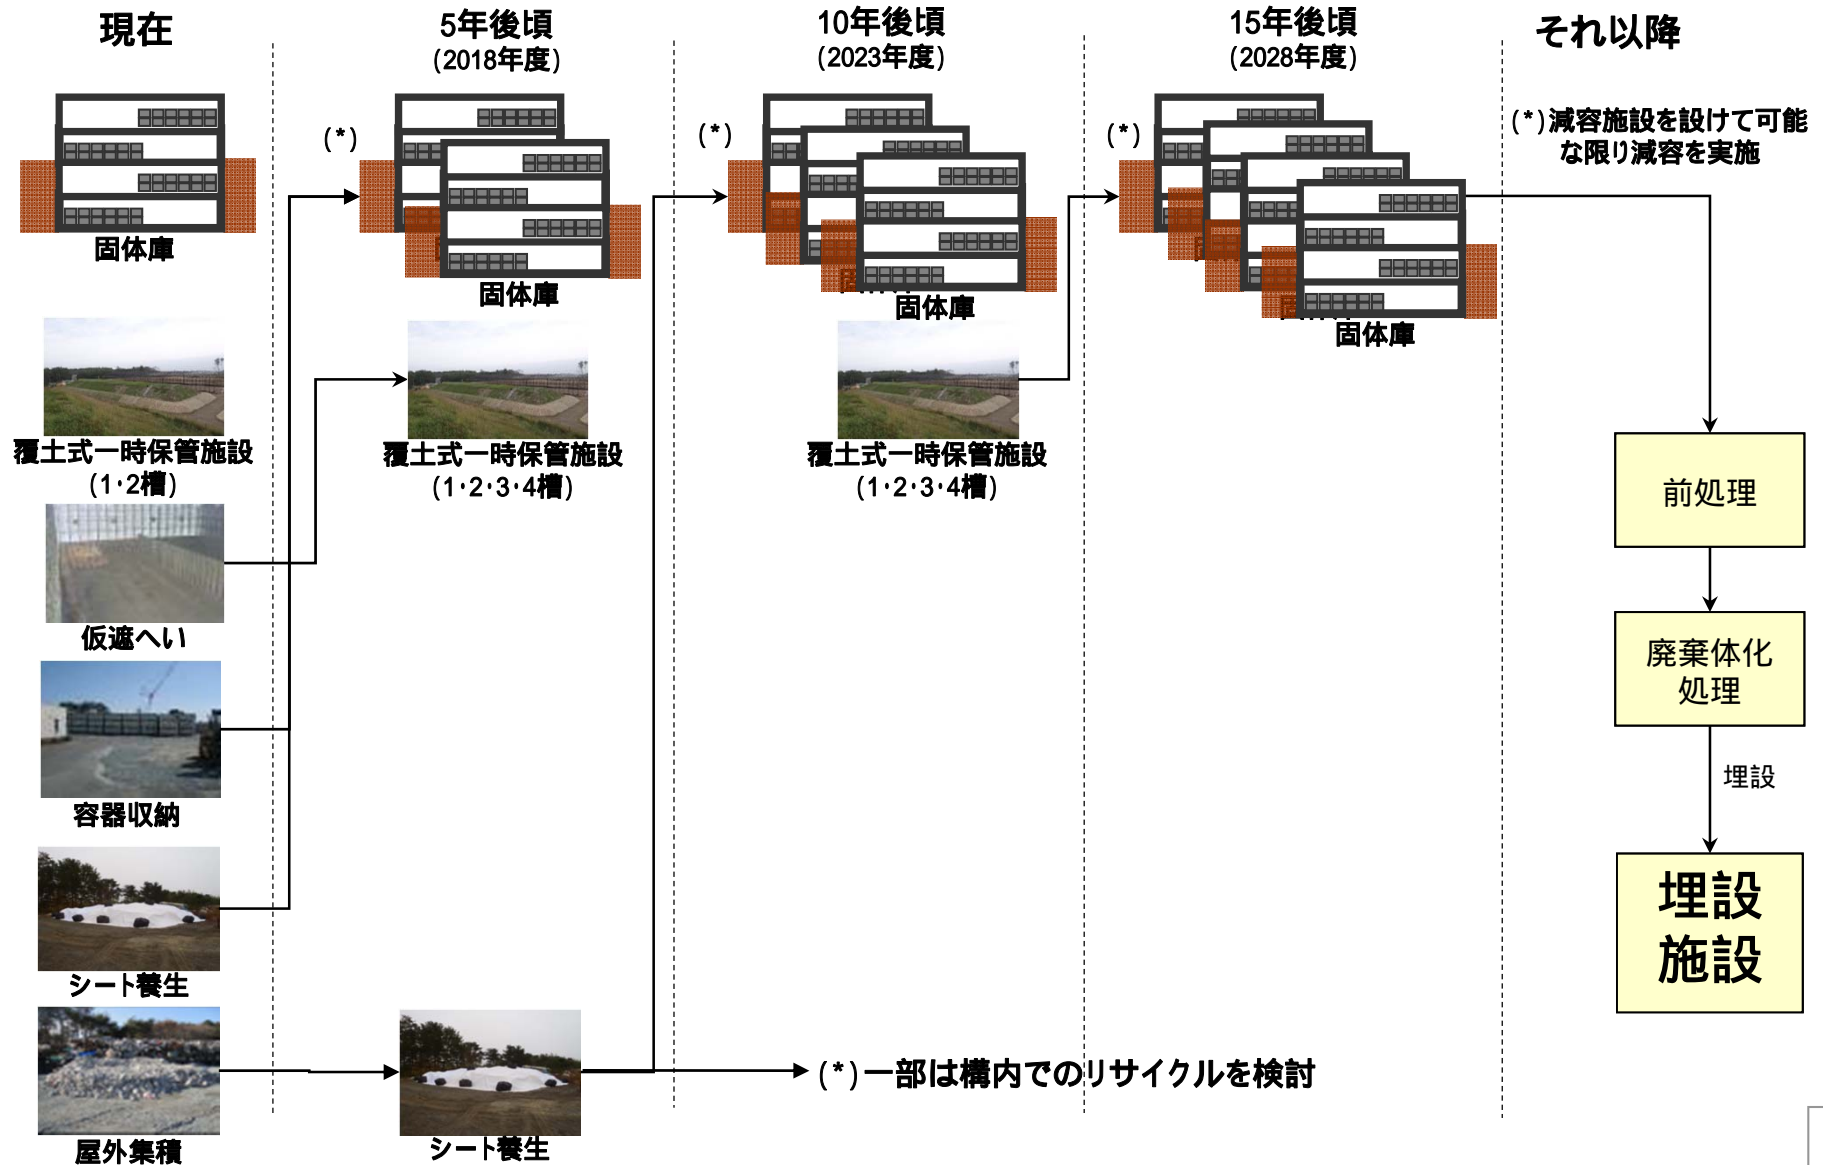 現在
5年後頃
(2018年度)
10年後頃
(2023年度)
15年後頃
(2028年度)
それ以降
(*)
(*)
(*)
(*)減容施設を設けて可能
な限り減容を実施
固体庫
固体庫
固体庫
固体庫
覆土式一時保管施設
(1･2槽)
覆土式一時保管施設
(1･2･3･4槽)
覆土式一時保管施設
(1･2･3･4槽)
仮遮へい
容器収納
シート養生
屋外集積
シート養生
(*)一部は構内でのリサイクルを検討
前処理
廃棄体化
処理
埋設
埋設
施設